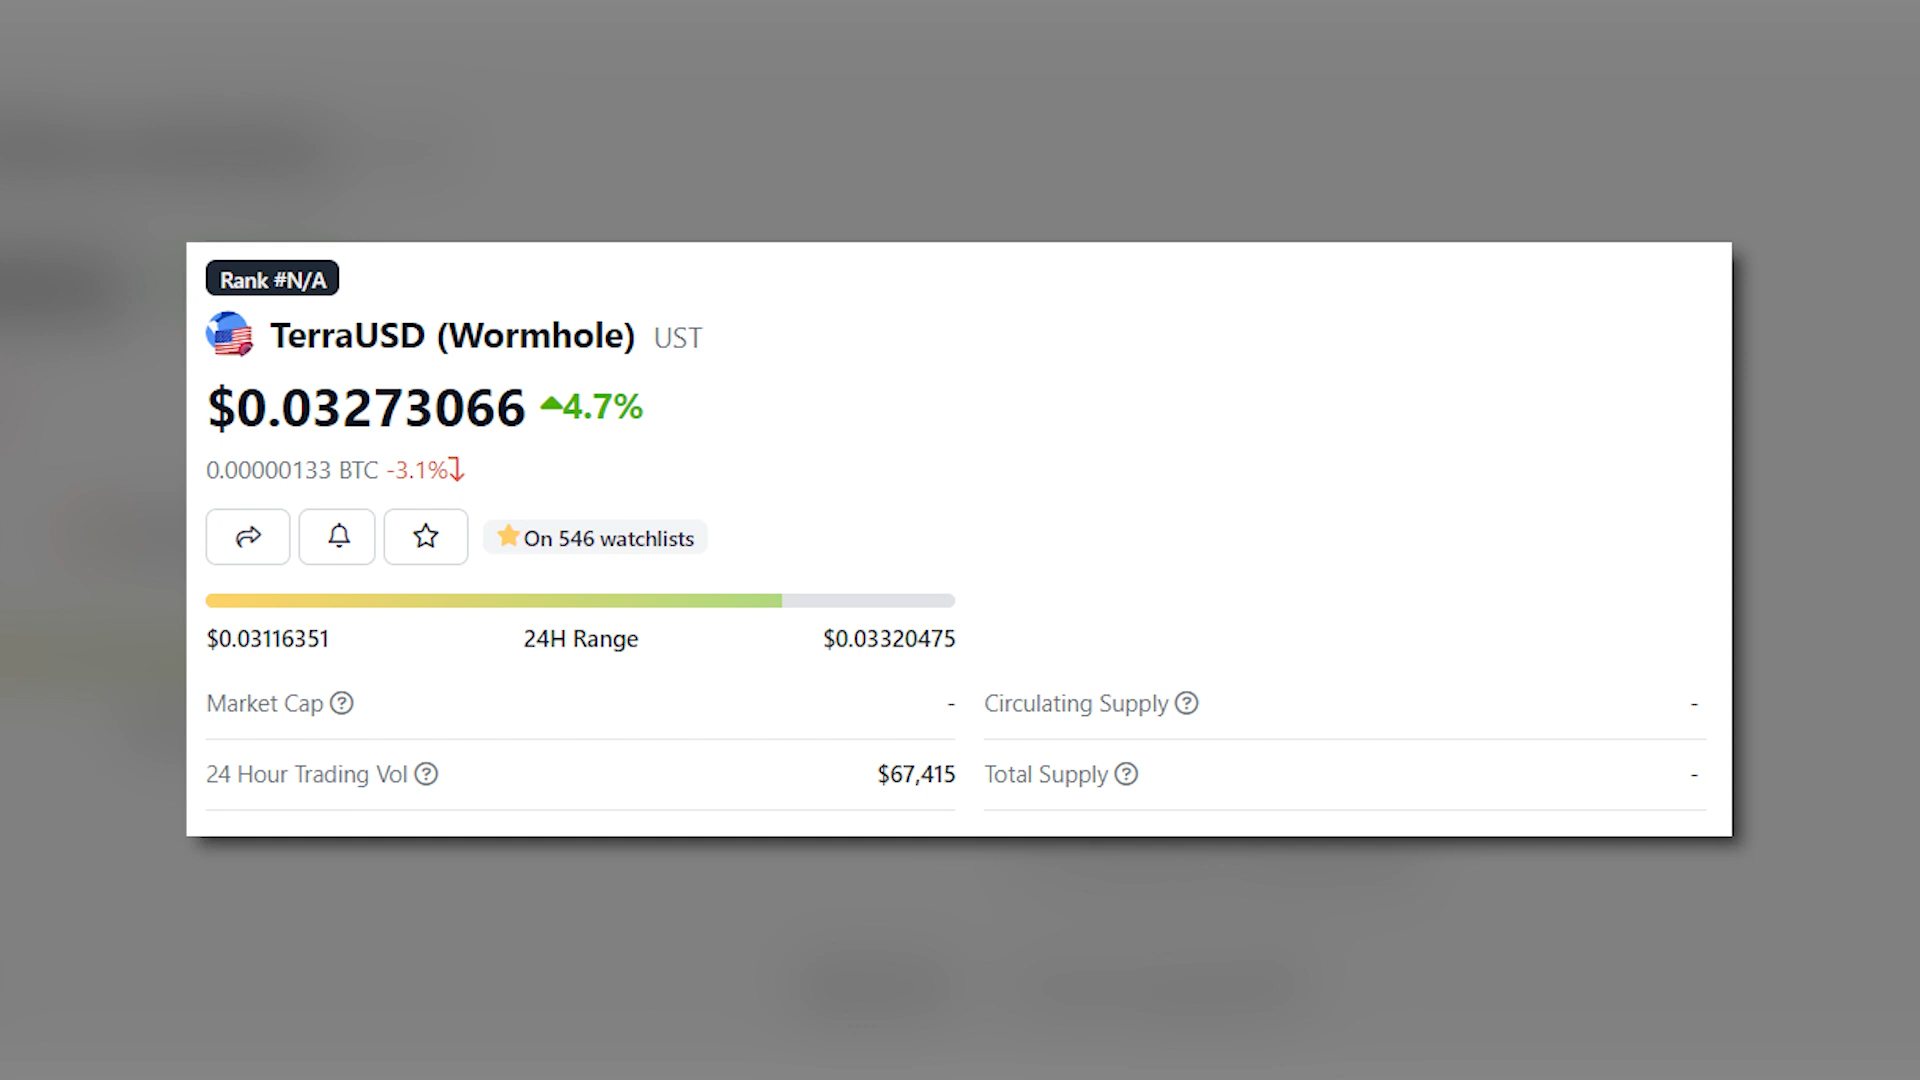 Rank #N/A
TerraUSD (Wormhole) UST
$0.03273066 4.7%
0.00000133 BTC -3.1%
On 546 watchlists
$0.03116351 24H Range $0.03320475
Market Cap - Circulating Supply -
24 Hour Trading Vol $67,415 Total Supply -